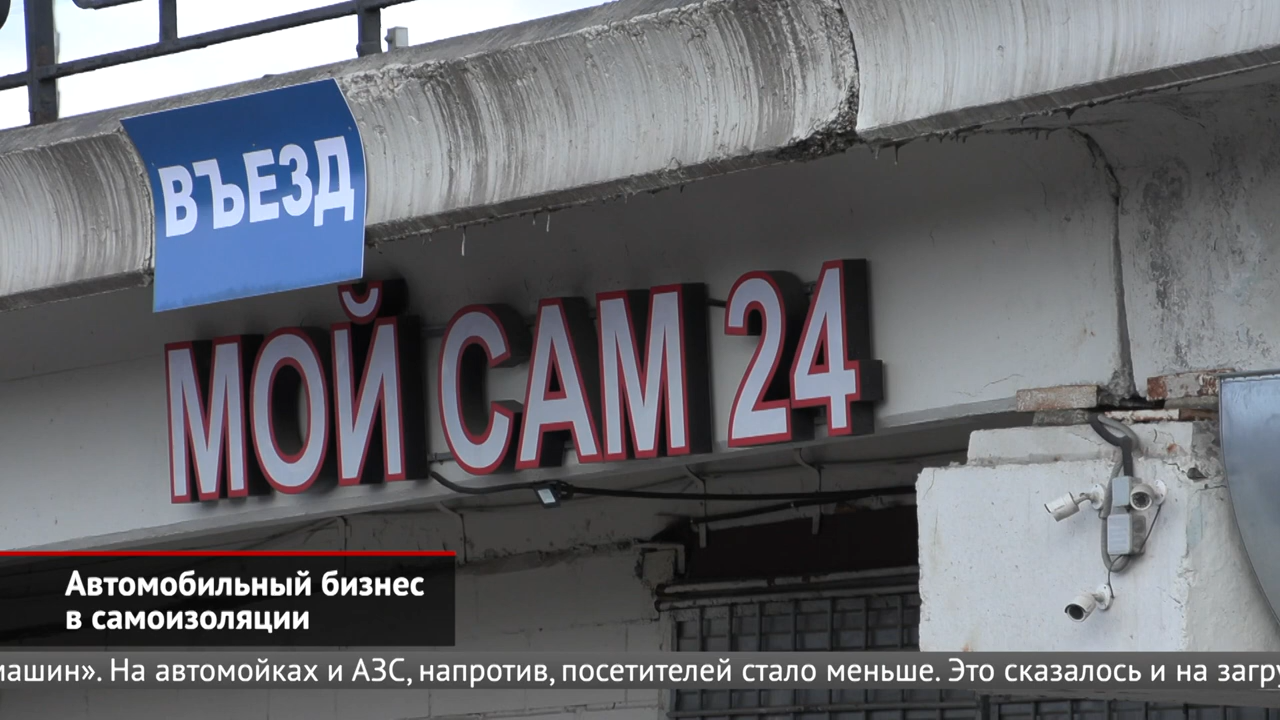 ВЪЕЗД
МОЙ САМ 24
Автомобильный бизнес
в самоизоляции
машин». На автомойках и АЗС, напротив, посетителей стало меньше. Это сказалось и на загру